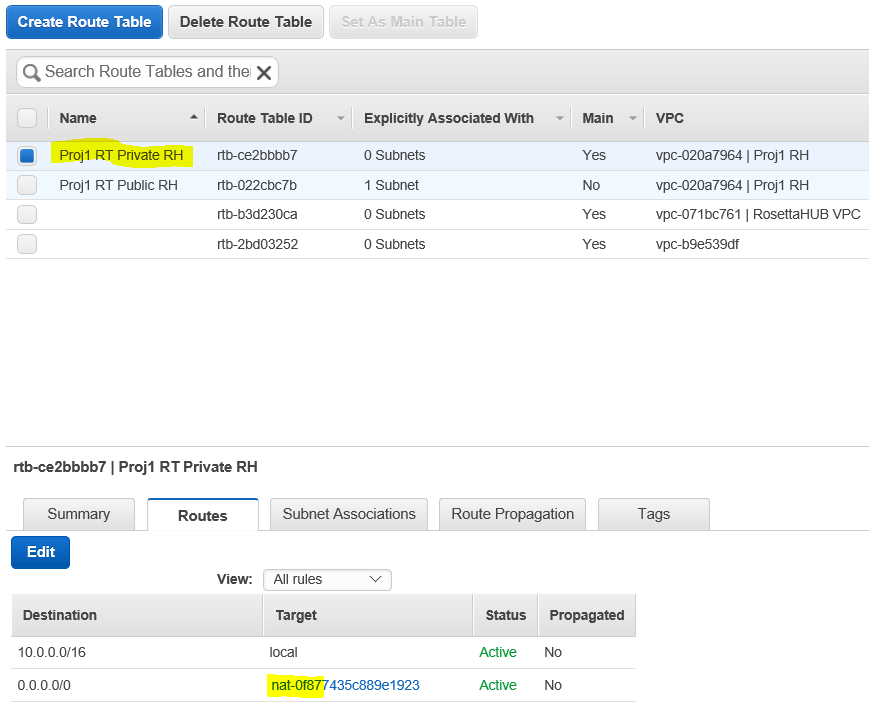 Create Route Table Delete Route Table Set As Main Table
Search Route Tables and the
Name Route Table ID Explicitly Associated With Main VPC
Proj1 RT Private RH rtb-ce2bbbb7 0 Subnets Yes vpc-020a7964 | Proj1 RH
Proj1 RT Public RH rtb-022cbc7b 1 Subnet No vpc-020a7964 | Proj1 RH
rtb-b3d230ca 0 Subnets Yes vpc-071bc761 | RosettaHUB VPC
rtb-2bd03252 0 Subnets Yes vpc-b9e539df
rtb-ce2bbbb7 | Proj1 RT Private RH
Summary Routes Subnet Associations Route Propagation Tags
Edit
View: All rules
Destination Target Status Propagated
10.0.0.0/16 local Active No
0.0.0.0/0 nat-0f877435c889e1923 Active No